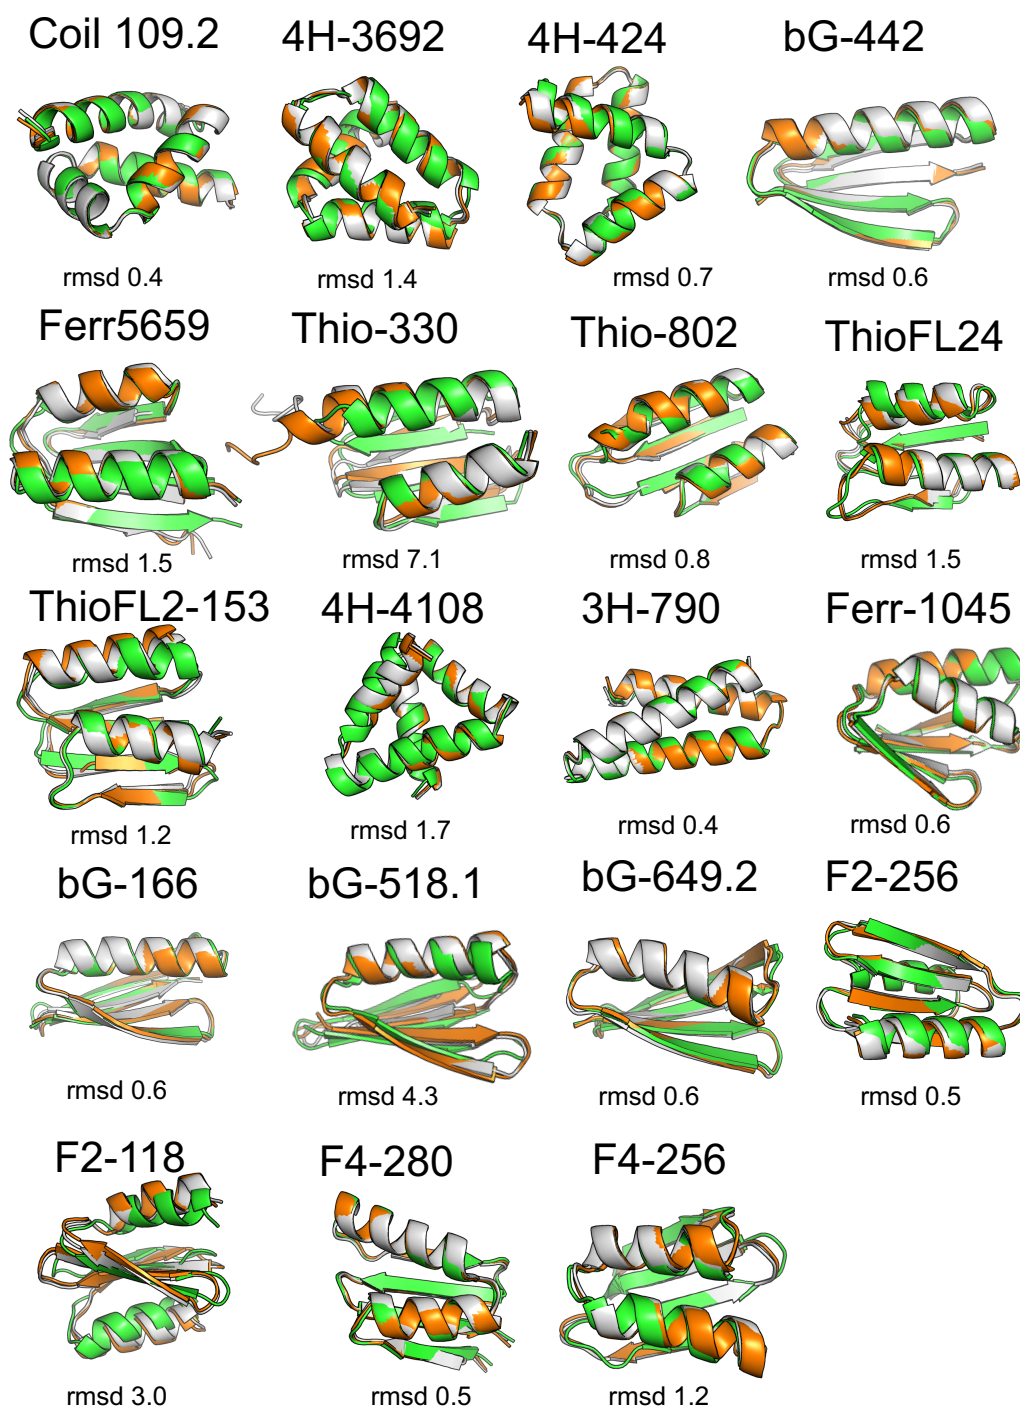 Coil 109.2 4H-3692 4H-424 bG-442
rmsd 0.4 rmsd 1.4 rmsd 0.7 rmsd 0.6
Ferr5659 Thio-330 Thio-802 ThioFL24
rmsd 1.5 rmsd 7.1 rmsd 0.8 rmsd 1.5
ThioFL2-153 4H-4108 3H-790 Ferr-1045
rmsd 1.2 rmsd 1.7 rmsd 0.4 rmsd 0.6
bG-166 bG-518.1 bG-649.2 F2-256
rmsd 0.6 rmsd 4.3 rmsd 0.6 rmsd 0.5
F2-118 F4-280 F4-256
rmsd 3.0 rmsd 0.5 rmsd 1.2